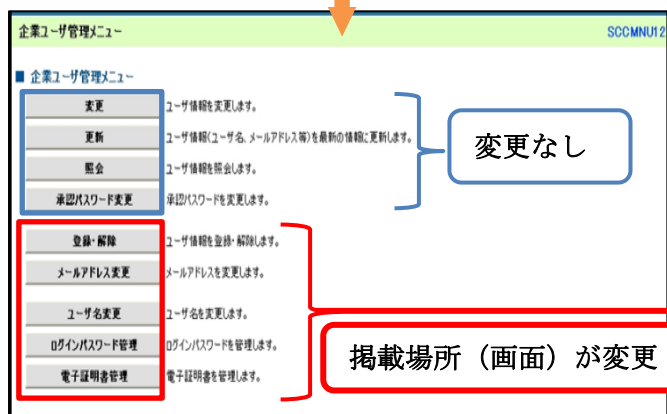 企業ユーザ管理メニュー SCCMNU12
■ 企業ユーザ管理メニュー
変更 ユーザ情報を変更します。
更新 ユーザ情報(ユーザ名、メールアドレス等)を最新の情報に更新します。
照会 ユーザ情報を照会します。
承認パスワード変更 承認パスワードを変更します。
変更なし
登録・解除 ユーザ情報を登録・解除します。
メールアドレス変更 メールアドレスを変更します。
ユーザ名変更 ユーザ名を変更します。
ログインパスワード管理 ログインパスワードを管理します。
電子証明書管理 電子証明書を管理します。
掲載場所（画面）が変更